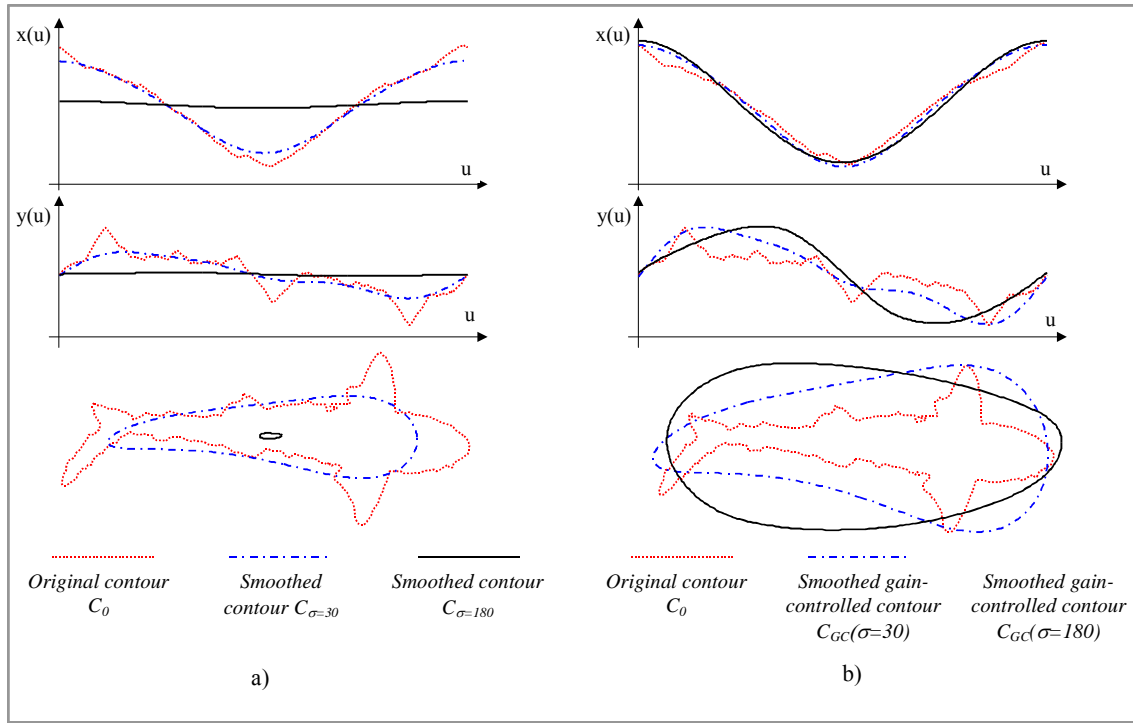 x(u)
u
y(u)
u
Original contour
C0
Smoothed
contour Cσ=30
Smoothed contour
Cσ=180
a)
x(u)
u
y(u)
u
Original contour
C0
Smoothed gain-
controlled contour
CGC(σ=30)
Smoothed gain-
controlled contour
CGC(σ=180)
b)